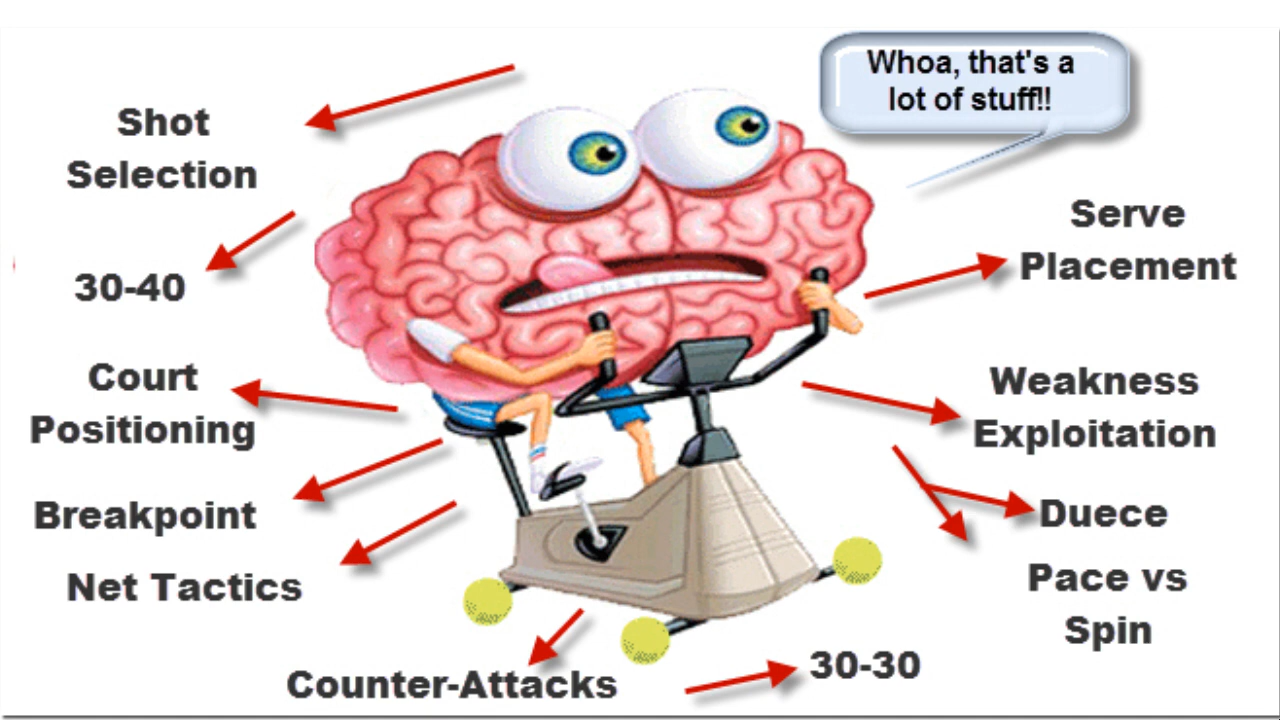 Whoa, that's a
lot of stuff!!
Shot
Selection
30-40
Court
Positioning
Breakpoint
Net Tactics
Counter-Attacks
30-30
Serve
Placement
Weakness
Exploitation
Duece
Pace vs
Spin